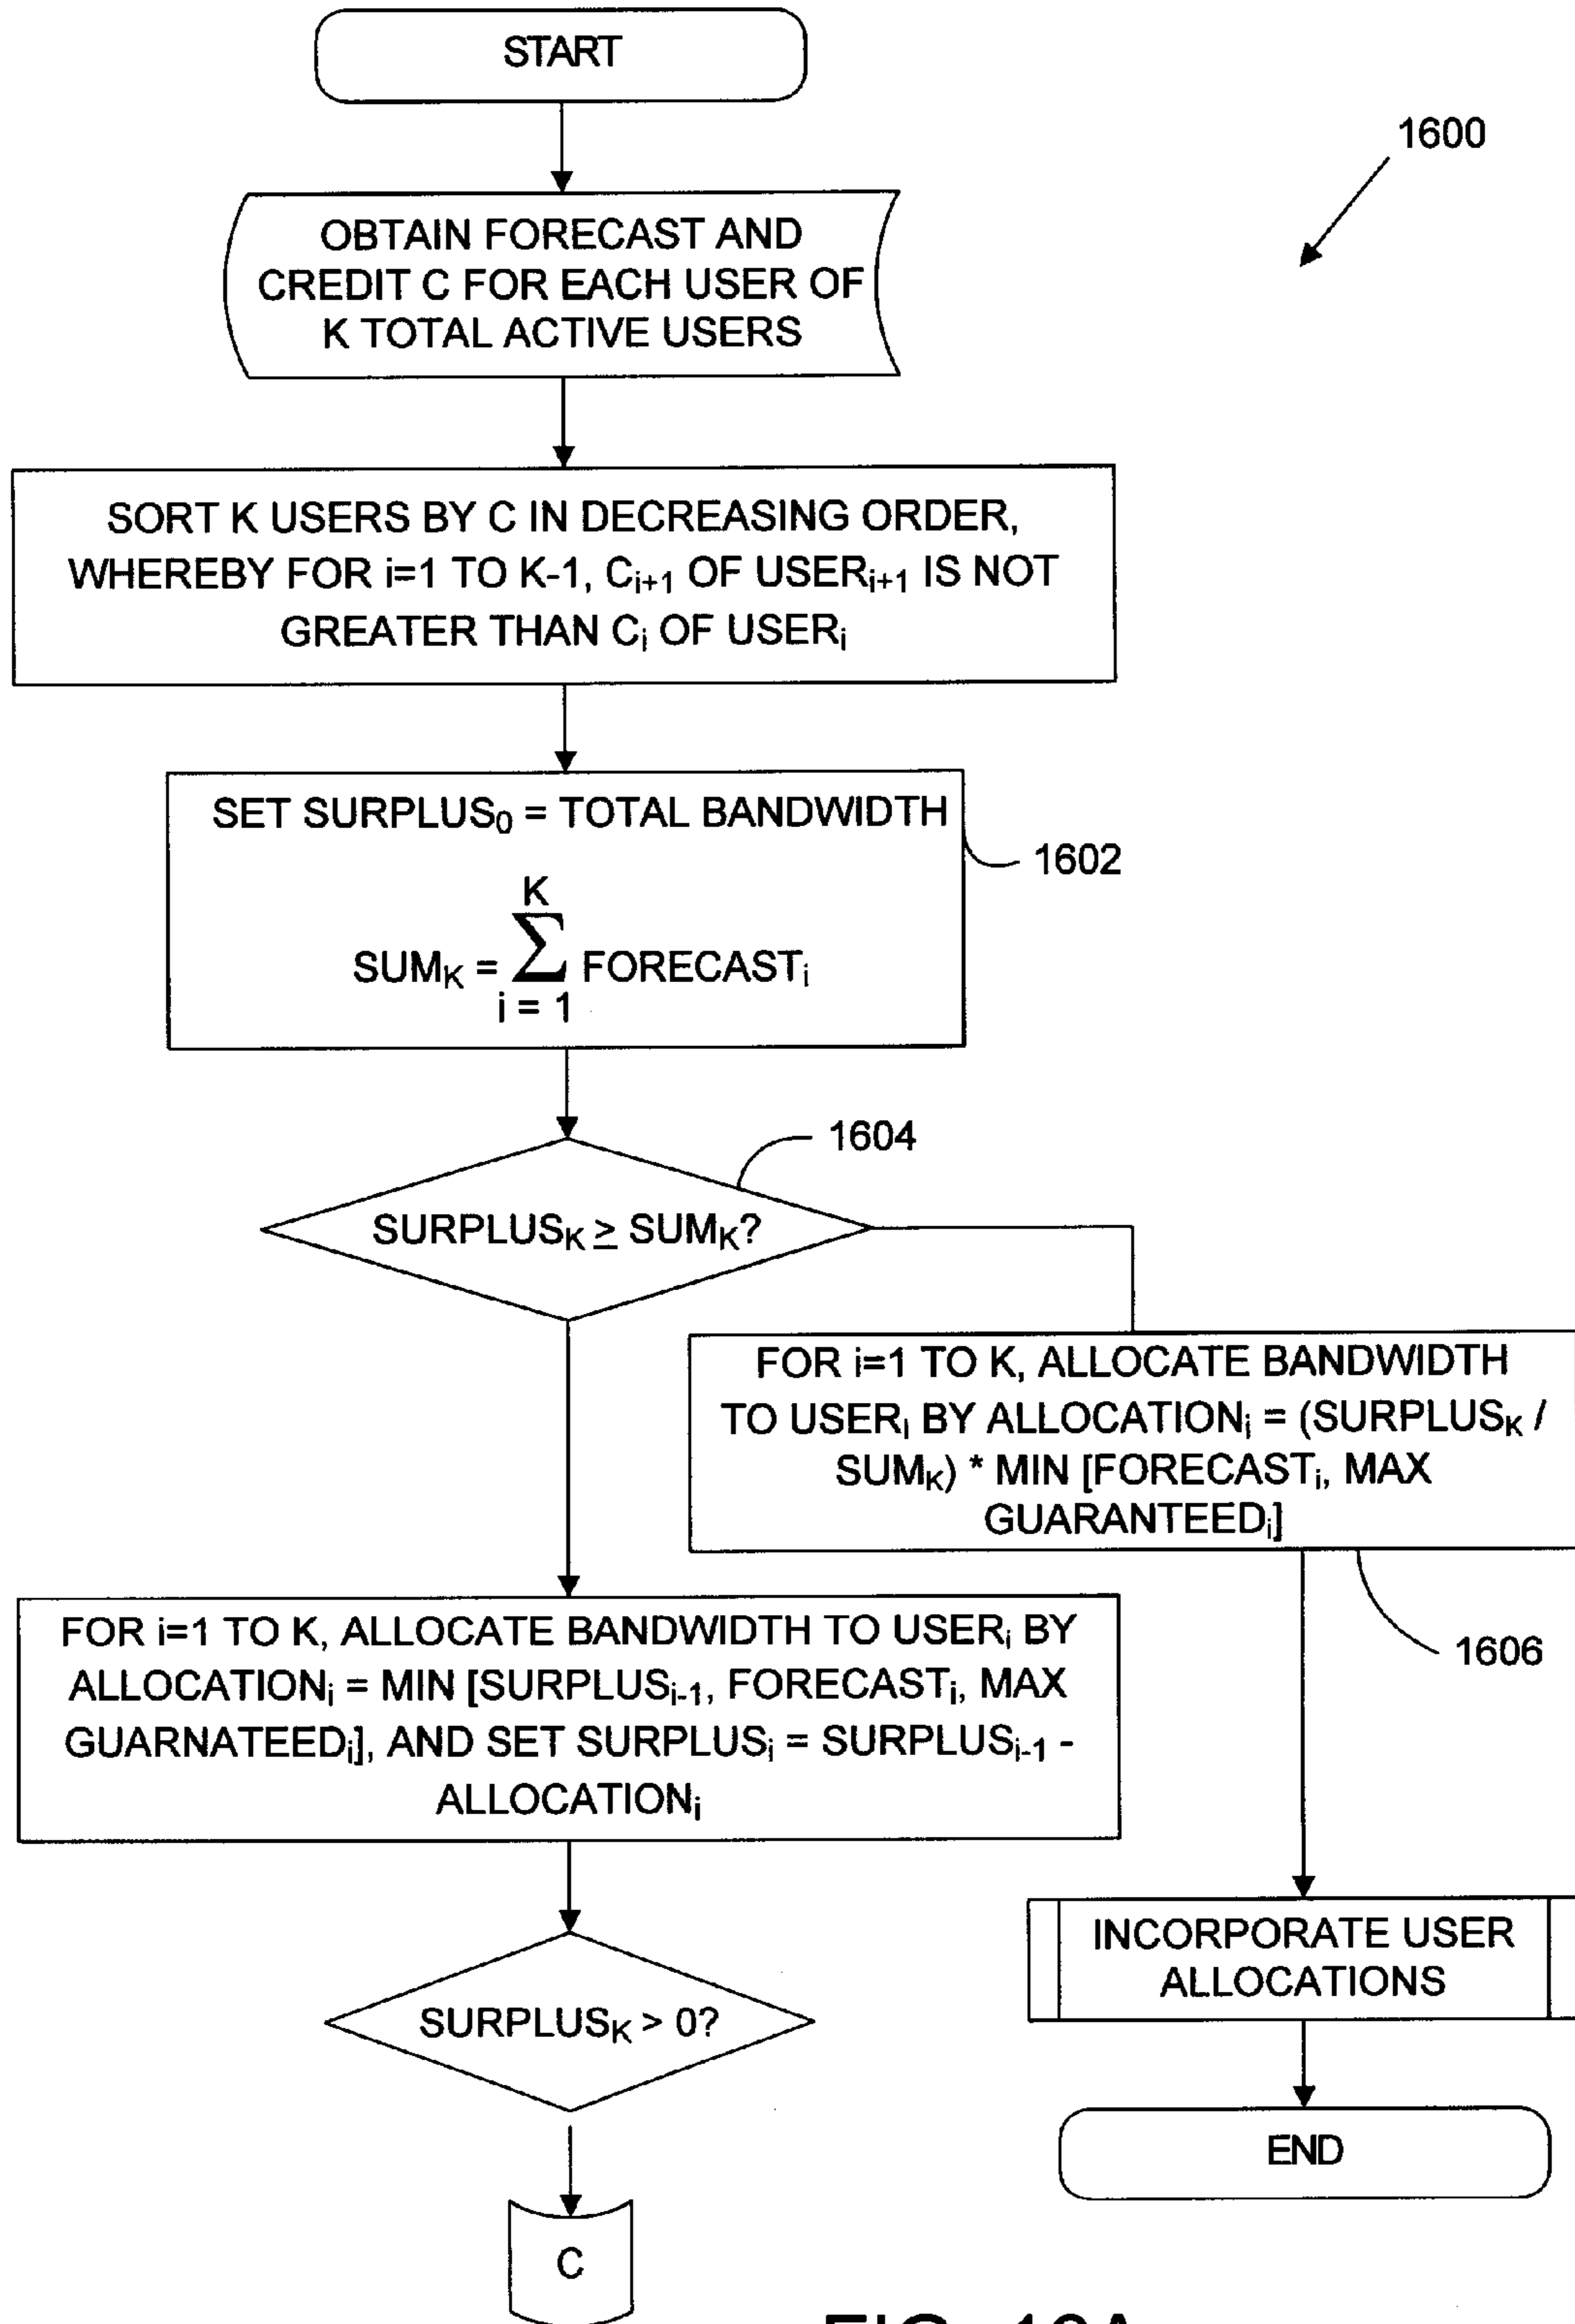 START
1600
OBTAIN FORECAST AND
CREDIT C FOR EACH USER OF
K TOTAL ACTIVE USERS
SORT K USERS BY C IN DECREASING ORDER,
WHEREBY FOR i=1 TO K-1, Cᵢ₊₁ OF USERᵢ₊₁ IS NOT
GREATER THAN Cᵢ OF USERᵢ
SET SURPLUS₀ = TOTAL BANDWIDTH
1602
K
SUMₖ = Σ FORECASTᵢ
i = 1
1604
SURPLUSₖ ≥ SUMₖ?
FOR i=1 TO K, ALLOCATE BANDWIDTH
TO USERᵢ BY ALLOCATIONᵢ = (SURPLUSₖ /
SUMₖ) * MIN [FORECASTᵢ, MAX
GUARANTEEDᵢ]
1606
FOR i=1 TO K, ALLOCATE BANDWIDTH TO USERᵢ BY
ALLOCATIONᵢ = MIN [SURPLUSᵢ₋₁, FORECASTᵢ, MAX
GUARNATEEDᵢ], AND SET SURPLUSᵢ = SURPLUSᵢ₋₁ -
ALLOCATIONᵢ
INCORPORATE USER
ALLOCATIONS
SURPLUSₖ > 0?
END
C